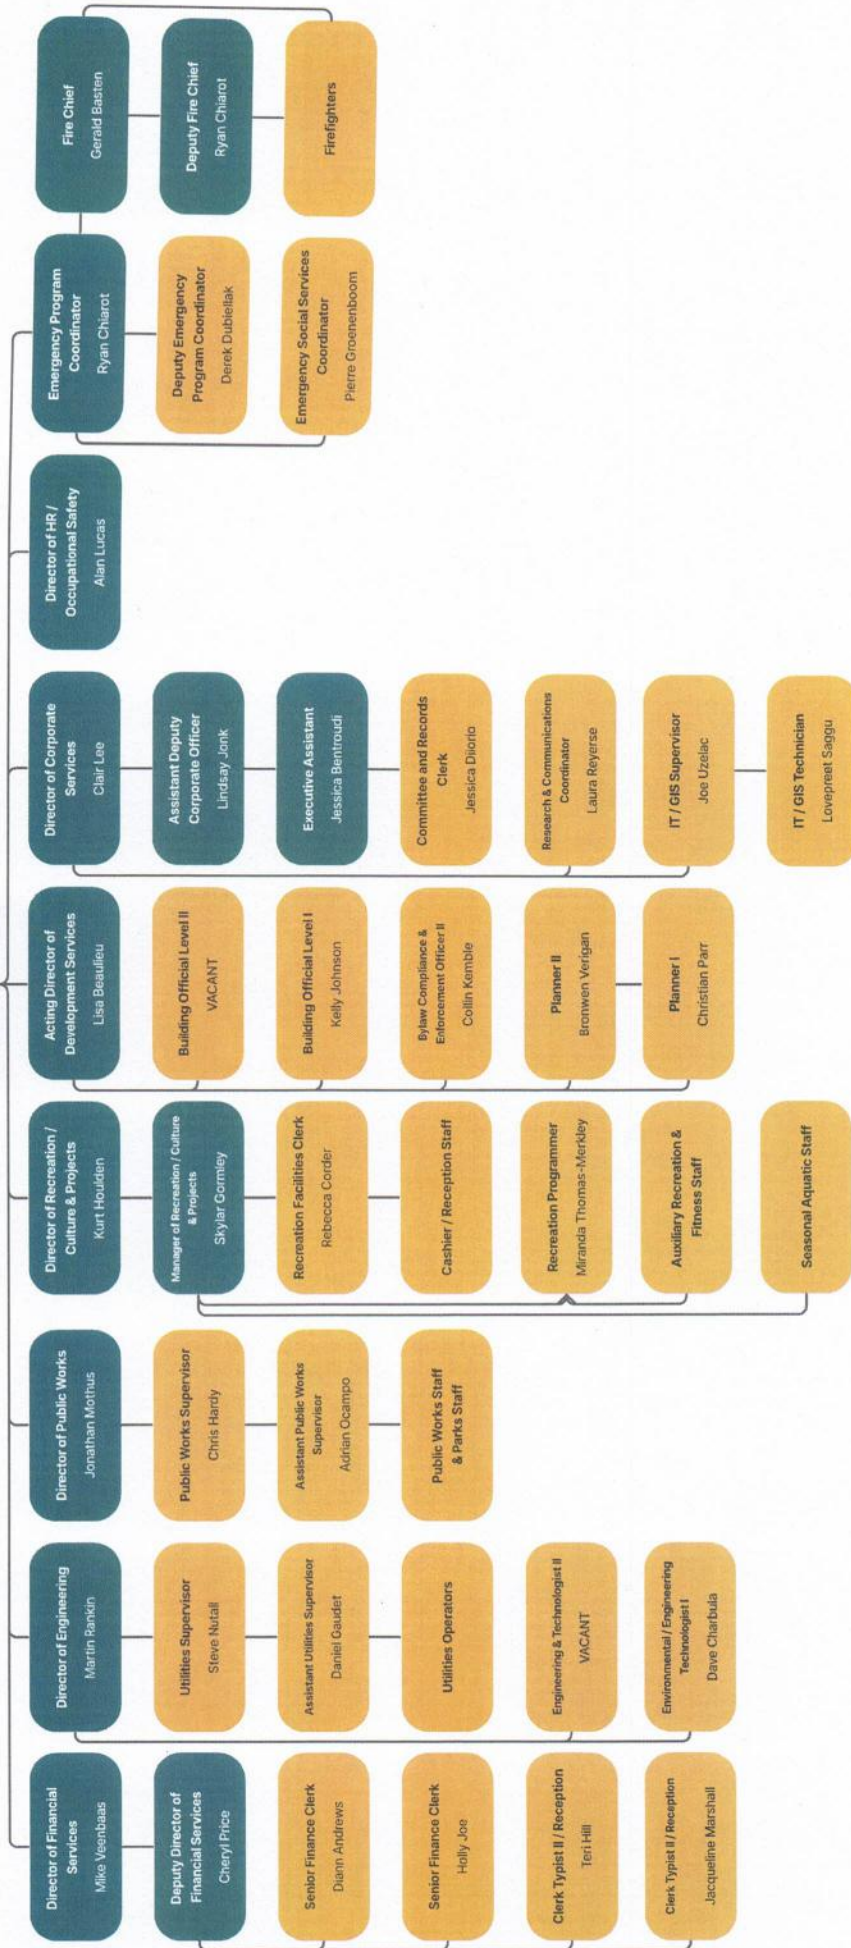 Director of Financial
Services
Mike Veenbaas
Deputy Director of
Financial Services
Cheryl Price
Senior Finance Clerk
Diann Andrews
Senior Finance Clerk
Holly Joe
Clerk Typist II / Reception
Teri Hill
Clerk Typist II / Reception
Jacqueline Marshall
Director of Engineering
Martin Rankin
Utilities Supervisor
Steve Nutall
Assistant Utilities Supervisor
Daniel Gaudet
Utilities Operators
Engineering & Technologist II
VACANT
Environmental / Engineering
Technologist I
Dave Charbula
Director of Public Works
Jonathan Mothus
Public Works Supervisor
Chris Hardy
Assistant Public Works
Supervisor
Adrian Ocampo
Public Works Staff
& Parks Staff
Director of Recreation /
Culture & Projects
Kurt Houlden
Manager of Recreation / Culture
& Projects
Skylar Gormley
Recreation Facilities Clerk
Rebecca Corder
Cashier / Reception Staff
Recreation Programmer
Miranda Thomas-Merkley
Auxiliary Recreation &
Fitness Staff
Seasonal Aquatic Staff
Acting Director of
Development Services
Lisa Beaulieu
Building Official Level II
VACANT
Building Official Level I
Kelly Johnson
Bylaw Compliance &
Enforcement Officer II
Collin Kemble
Planner II
Bronwen Verigan
Planner I
Christian Parr
Director of Corporate
Services
Clair Lee
Assistant Deputy
Corporate Officer
Lindsay Jonk
Executive Assistant
Jessica Bentroudi
Committee and Records
Clerk
Jessica Diiorio
Research & Communications
Coordinator
Laura Reyerse
IT / GIS Supervisor
Joe Uzelac
IT / GIS Technician
Lovepreet Saggu
Director of HR /
Occupational Safety
Alan Lucas
Emergency Program
Coordinator
Ryan Chiarot
Deputy Emergency
Program Coordinator
Derek Dubiellak
Emergency Social Services
Coordinator
Pierre Groenenboom
Fire Chief
Gerald Basten
Deputy Fire Chief
Ryan Chiarot
Firefighters